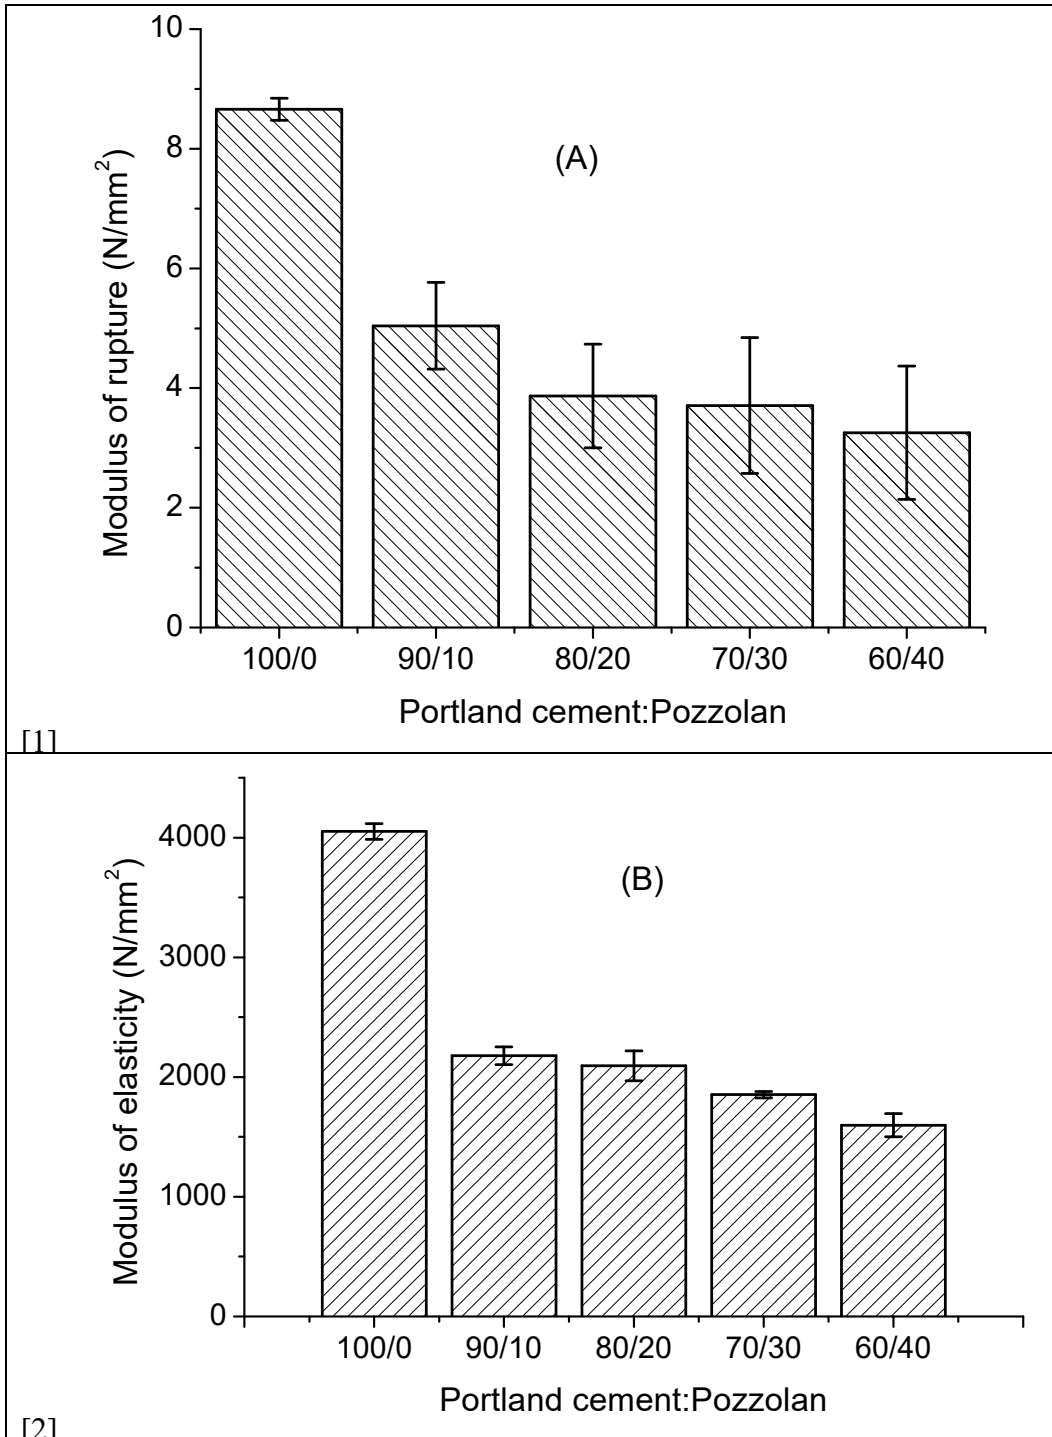 10
8
6
4
2
0
Modulus of rupture (N/mm²)
(A)
100/0 90/10 80/20 70/30 60/40
Portland cement:Pozzolan
[1]
4000
3000
2000
1000
0
Modulus of elasticity (N/mm²)
(B)
100/0 90/10 80/20 70/30 60/40
Portland cement:Pozzolan
[2]